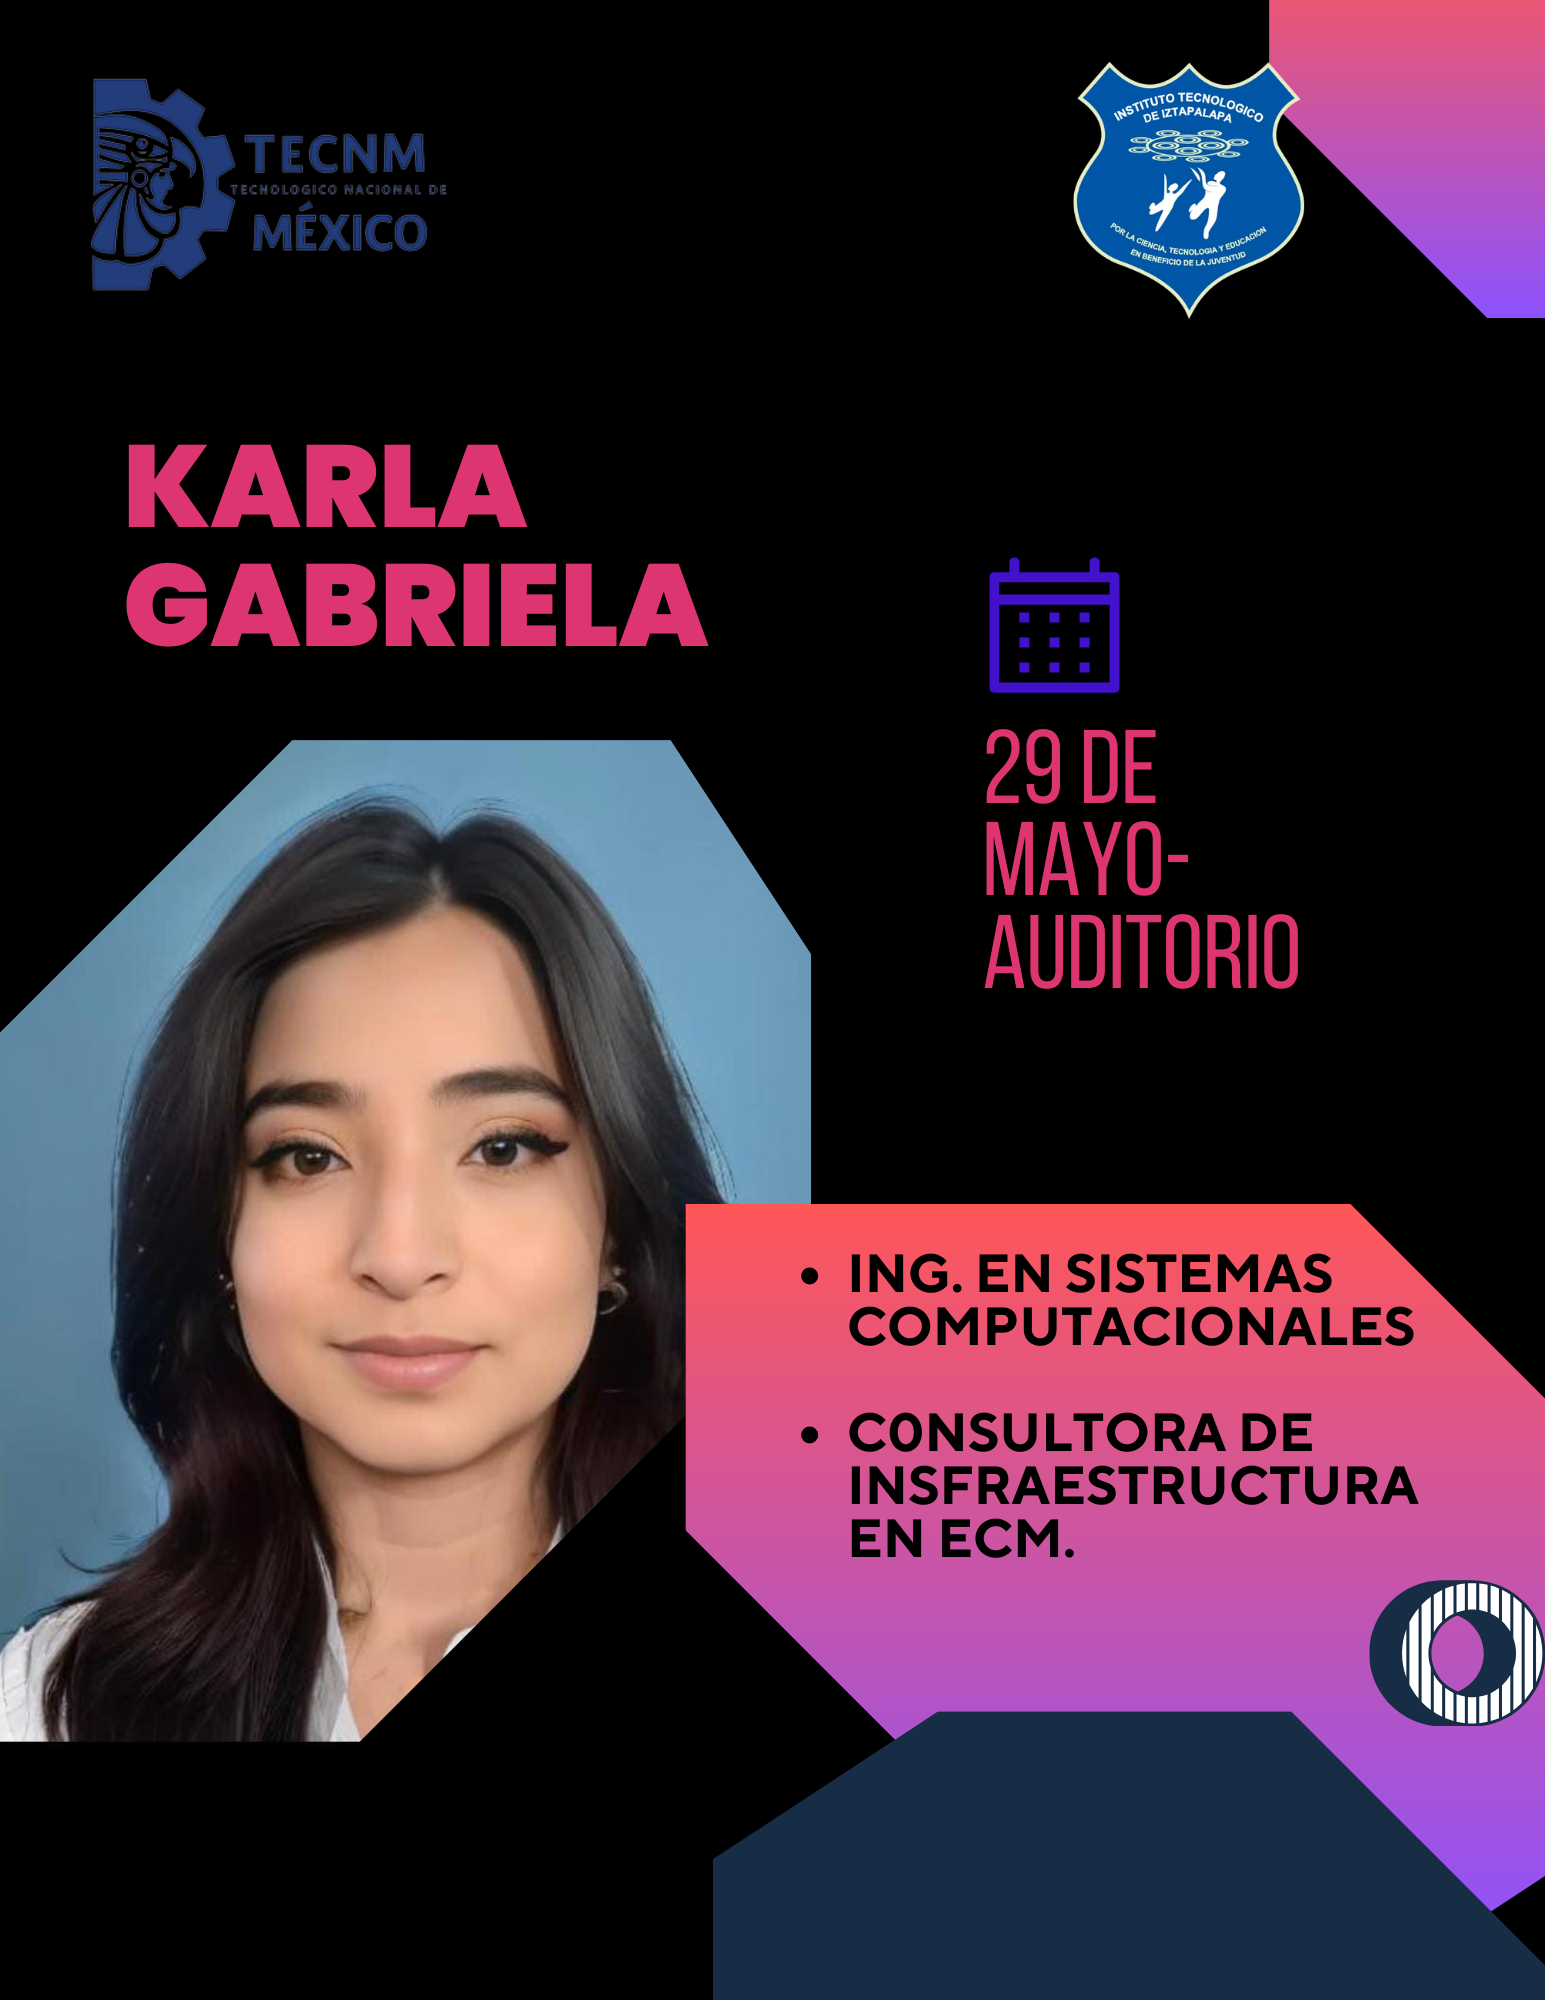 TECNM
TECNOLOGICO NACIONAL DE
MÉXICO
INSTITUTO TECNOLOGICO
DE IZTAPALAPA
POR LA CIENCIA, TECNOLOGIA Y EDUCACION
EN BENEFICIO DE LA JUVENTUD
KARLA
GABRIELA
29 DE
MAYO-
AUDITORIO
• ING. EN SISTEMAS
COMPUTACIONALES
• C0NSULTORA DE
INSFRAESTRUCTURA
EN ECM.